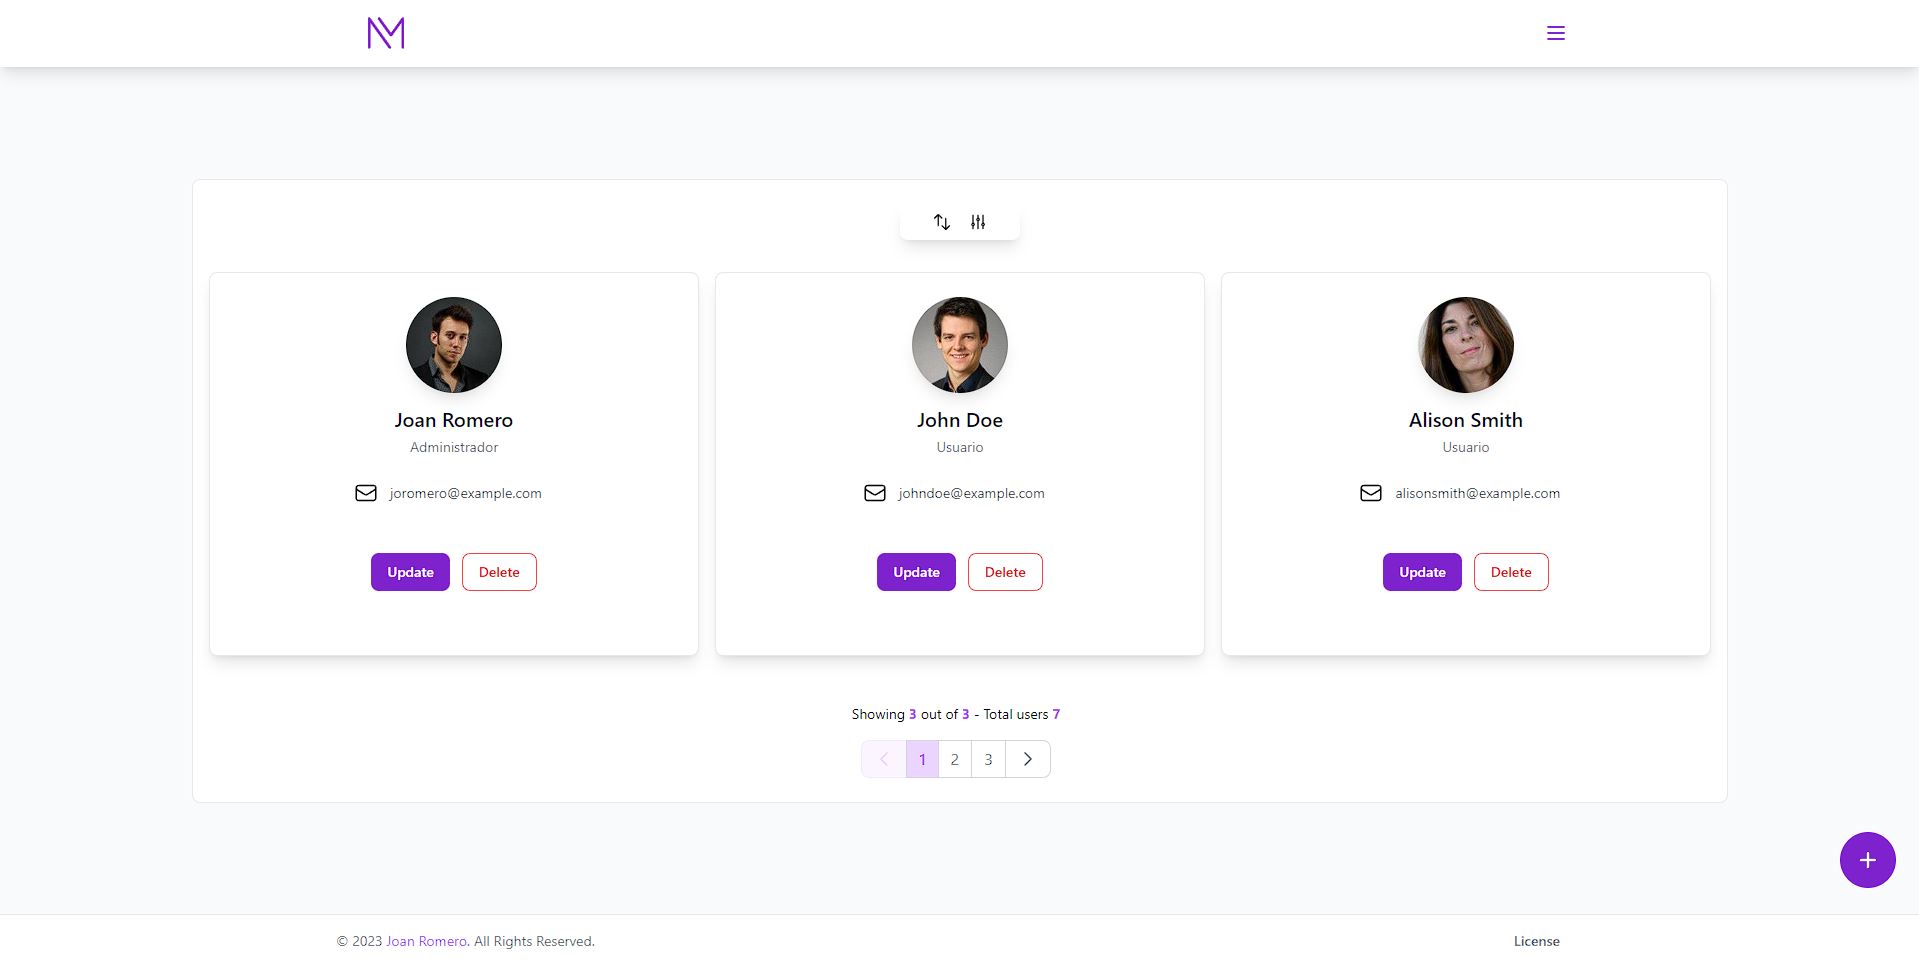 Joan Romero
Administrador
joromero@example.com
Update
Delete
John Doe
Usuario
johndoe@example.com
Update
Delete
Alison Smith
Usuario
alisonsmith@example.com
Update
Delete
Showing 3 out of 3 - Total users 7
1 2 3
© 2023 Joan Romero. All Rights Reserved.
License